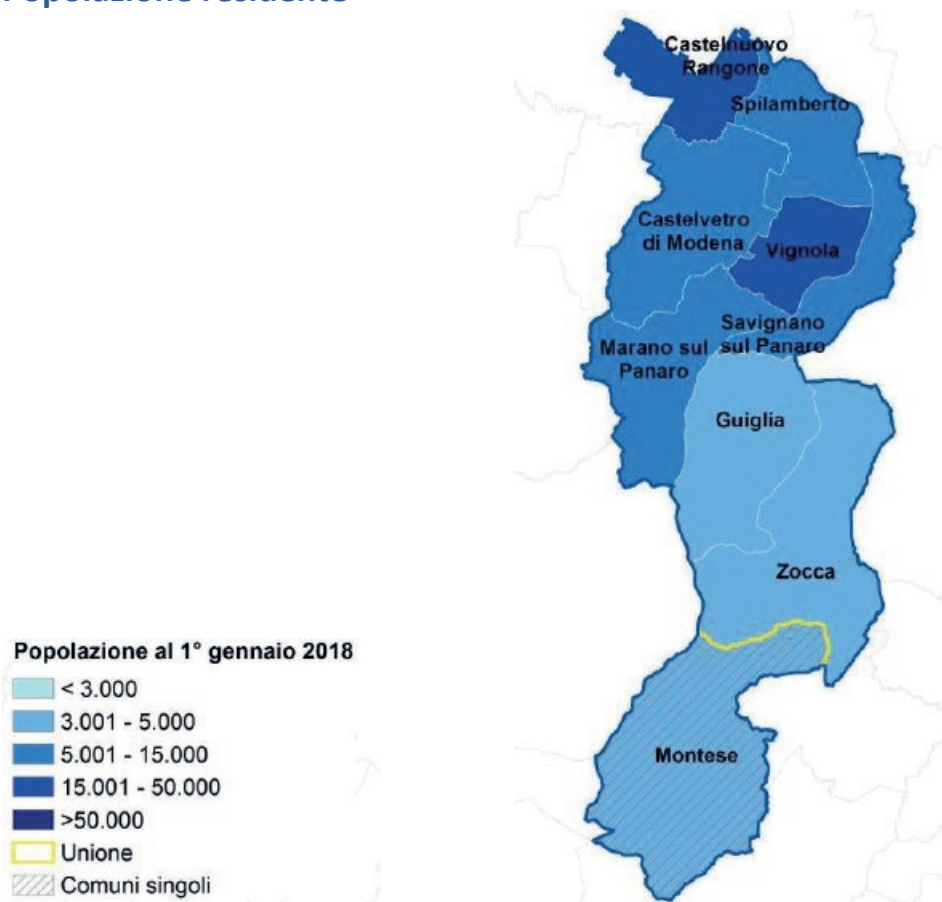 Popolazione residente
Castelnuovo
Rangone
Spilamberto
Castelvetro
di Modena
Vignola
Savignano
sul Panaro
Marano sul
Panaro
Guiglia
Zocca
Montese
Popolazione al 1° gennaio 2018
< 3.000
3.001 - 5.000
5.001 - 15.000
15.001 - 50.000
>50.000
Unione
Comuni singoli